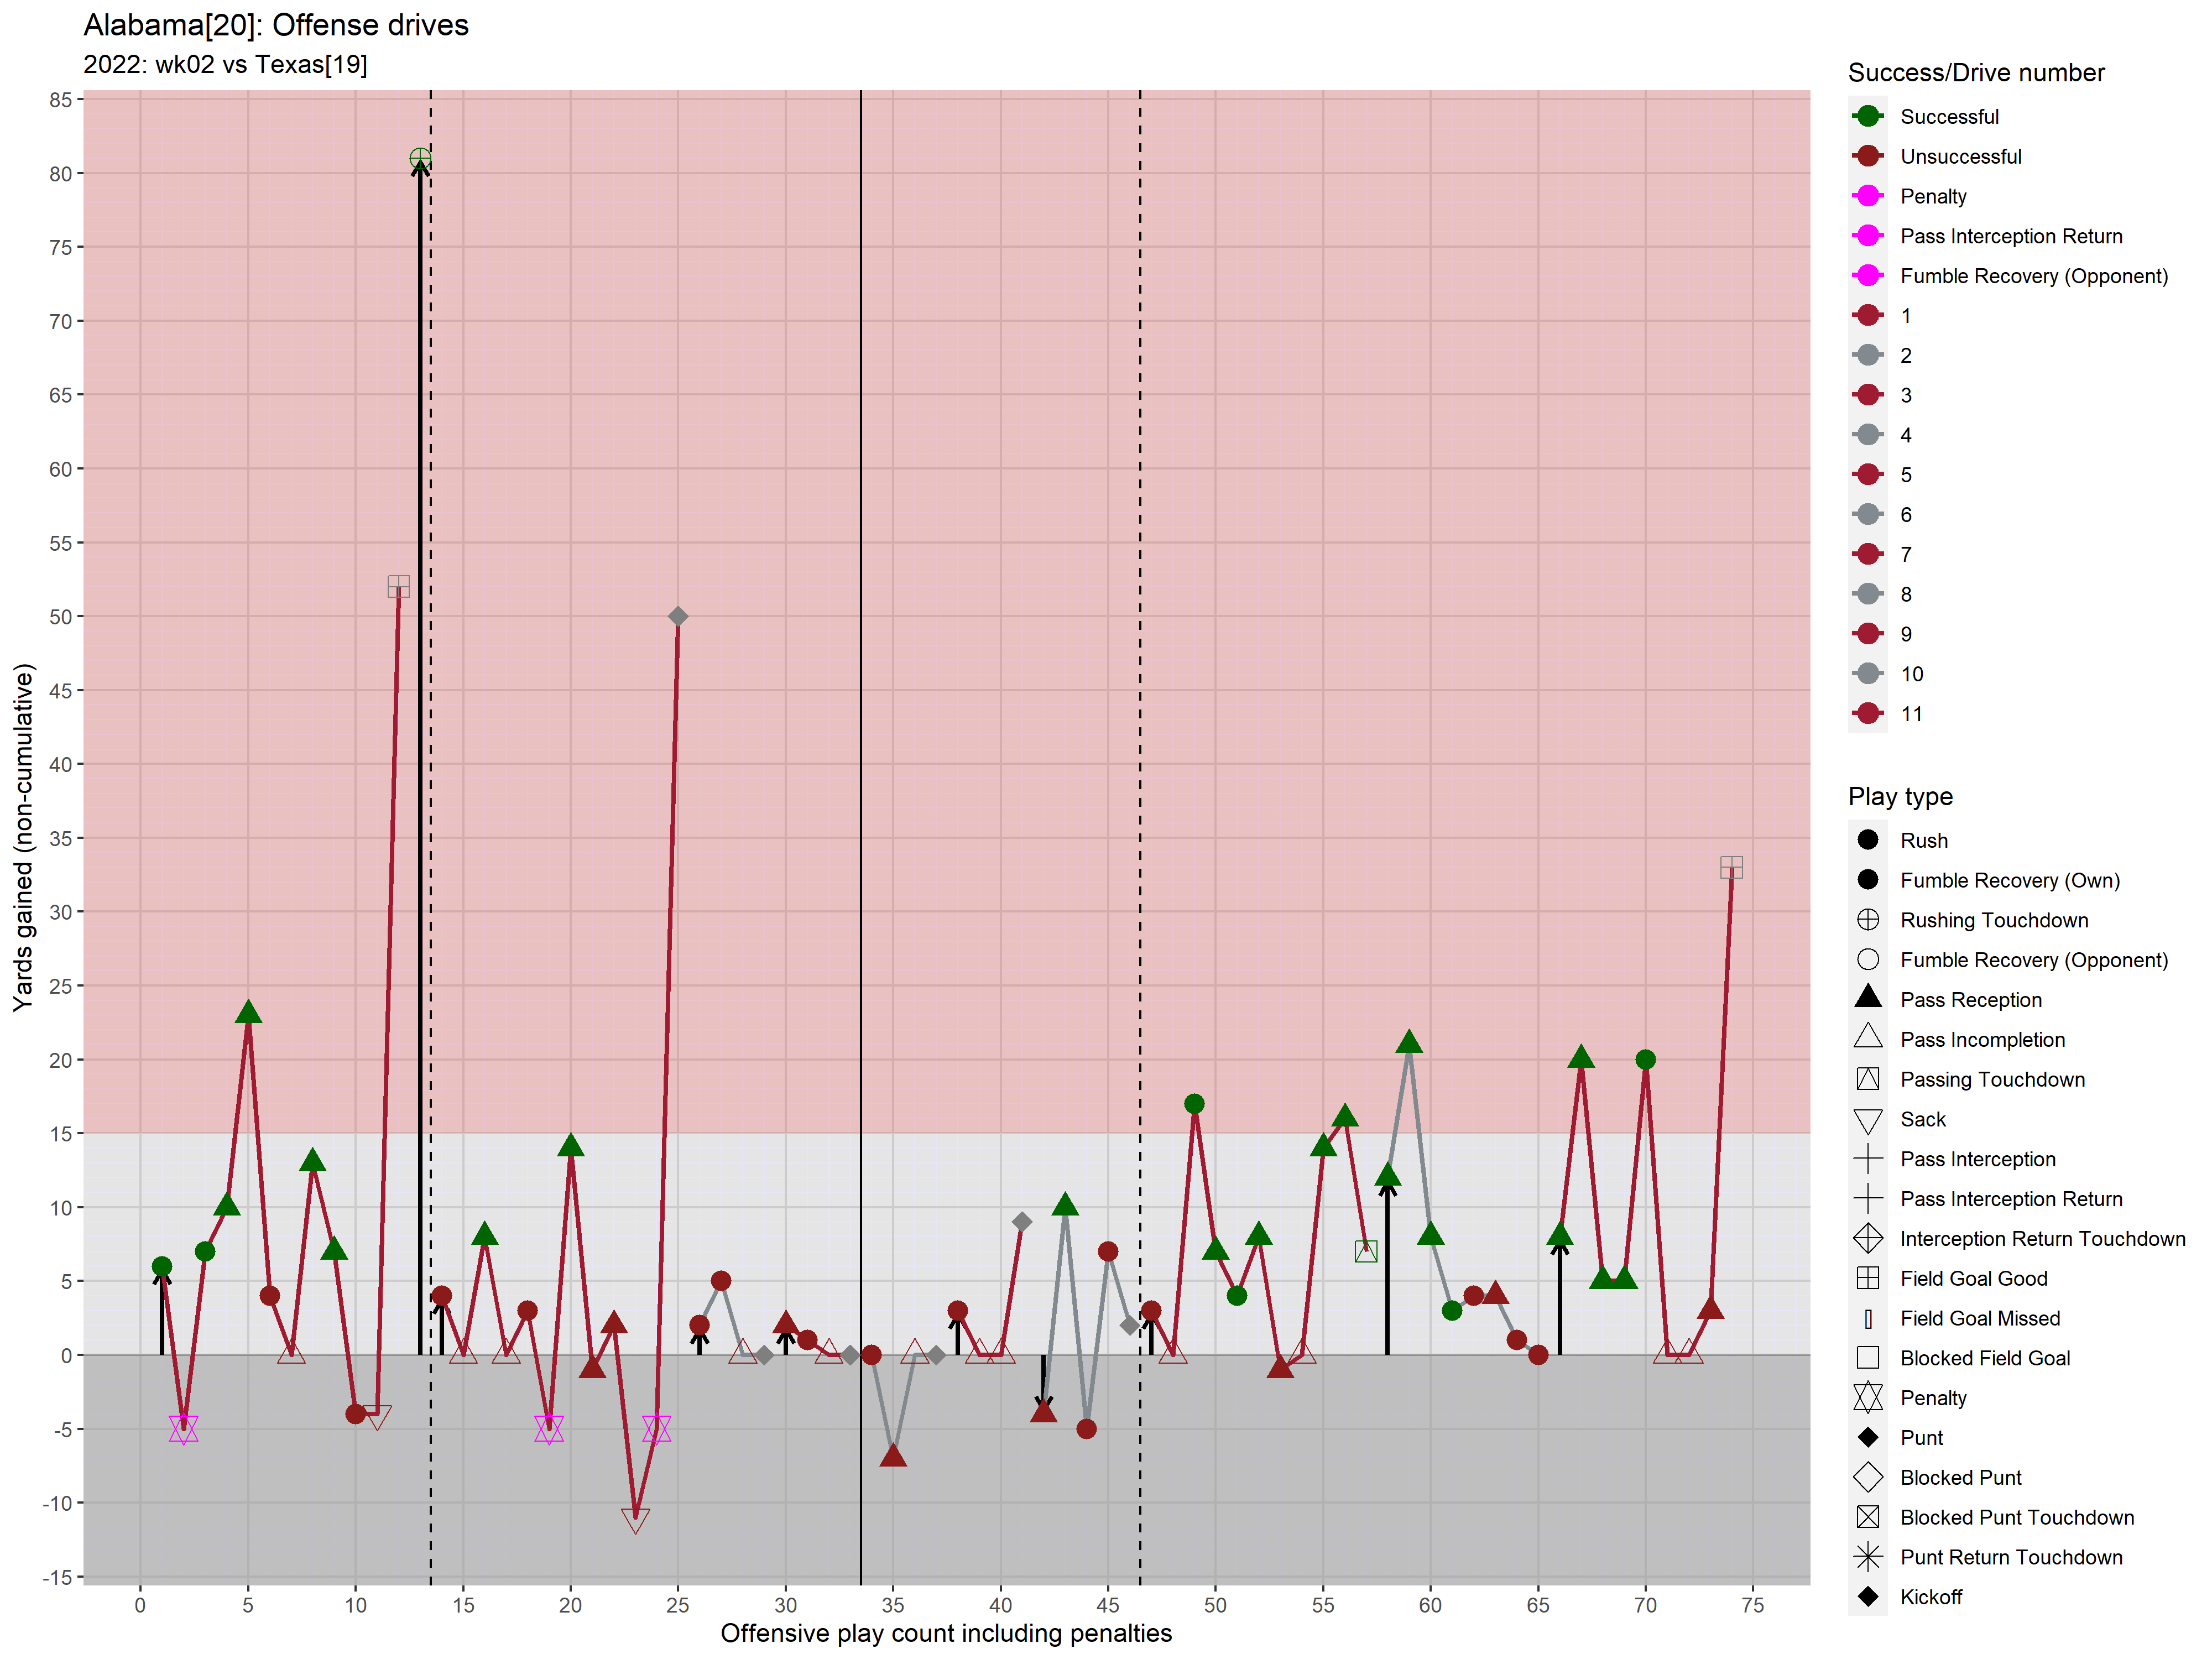 Alabama[20]: Offense drives
2022: wk02 vs Texas[19]
Yards gained (non-cumulative)
85
80
75
70
65
60
55
50
45
40
35
30
25
20
15
10
5
0
-5
-10
-15
0 5 10 15 20 25 30 35 40 45 50 55 60 65 70 75
Offensive play count including penalties
Success/Drive number
Successful
Unsuccessful
Penalty
Pass Interception Return
Fumble Recovery (Opponent)
1
2
3
4
5
6
7
8
9
10
11
Play type
Rush
Fumble Recovery (Own)
Rushing Touchdown
Fumble Recovery (Opponent)
Pass Reception
Pass Incompletion
Passing Touchdown
Sack
Pass Interception
Pass Interception Return
Interception Return Touchdown
Field Goal Good
Field Goal Missed
Blocked Field Goal
Penalty
Punt
Blocked Punt
Blocked Punt Touchdown
Punt Return Touchdown
Kickoff